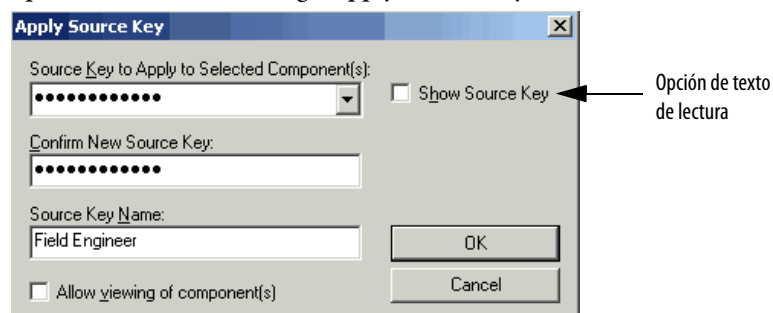 Apply Source Key
Source Key to Apply to Selected Component(s):
●●●●●●●●●●●●
Show Source Key
Opción de texto
de lectura
Confirm New Source Key:
●●●●●●●●●●●●
Source Key Name:
Field Engineer
OK
Allow viewing of component(s)
Cancel